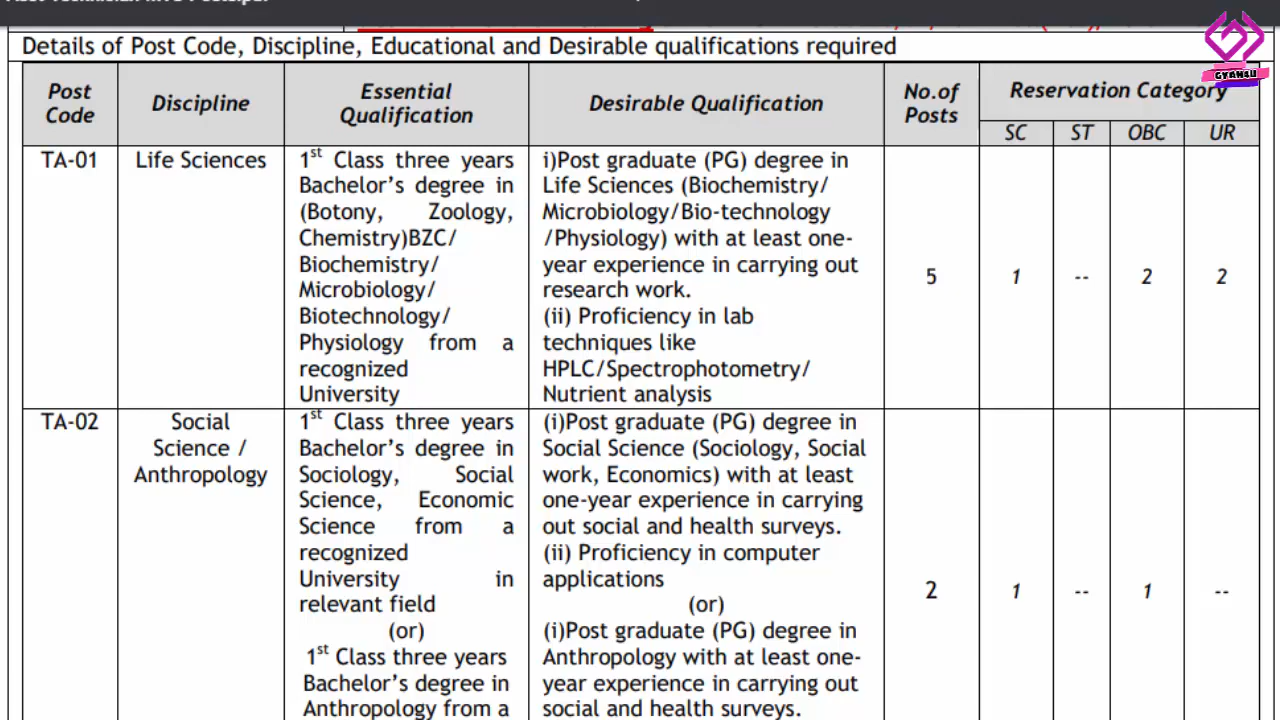 Details of Post Code, Discipline, Educational and Desirable qualifications required
GYAN4U
Post Code
Discipline
Essential Qualification
Desirable Qualification
No.of Posts
Reservation Category
SC
ST
OBC
UR
TA-01
Life Sciences
1st Class three years
Bachelor's degree in
(Botony, Zoology,
Chemistry)BZC/
Biochemistry/
Microbiology/
Biotechnology/
Physiology from a
recognized
University
i)Post graduate (PG) degree in
Life Sciences (Biochemistry/
Microbiology/Bio-technology
/Physiology) with at least one-
year experience in carrying out
research work.
(ii) Proficiency in lab
techniques like
HPLC/Spectrophotometry/
Nutrient analysis
5
1
--
2
2
TA-02
Social
Science /
Anthropology
1st Class three years
Bachelor's degree in
Sociology, Social
Science, Economic
Science from a
recognized
University in
relevant field
(or)
1st Class three years
Bachelor's degree in
Anthropology from a
(i)Post graduate (PG) degree in
Social Science (Sociology, Social
work, Economics) with at least
one-year experience in carrying
out social and health surveys.
(ii) Proficiency in computer
applications
(or)
(i)Post graduate (PG) degree in
Anthropology with at least one-
year experience in carrying out
social and health surveys.
2
1
--
1
--